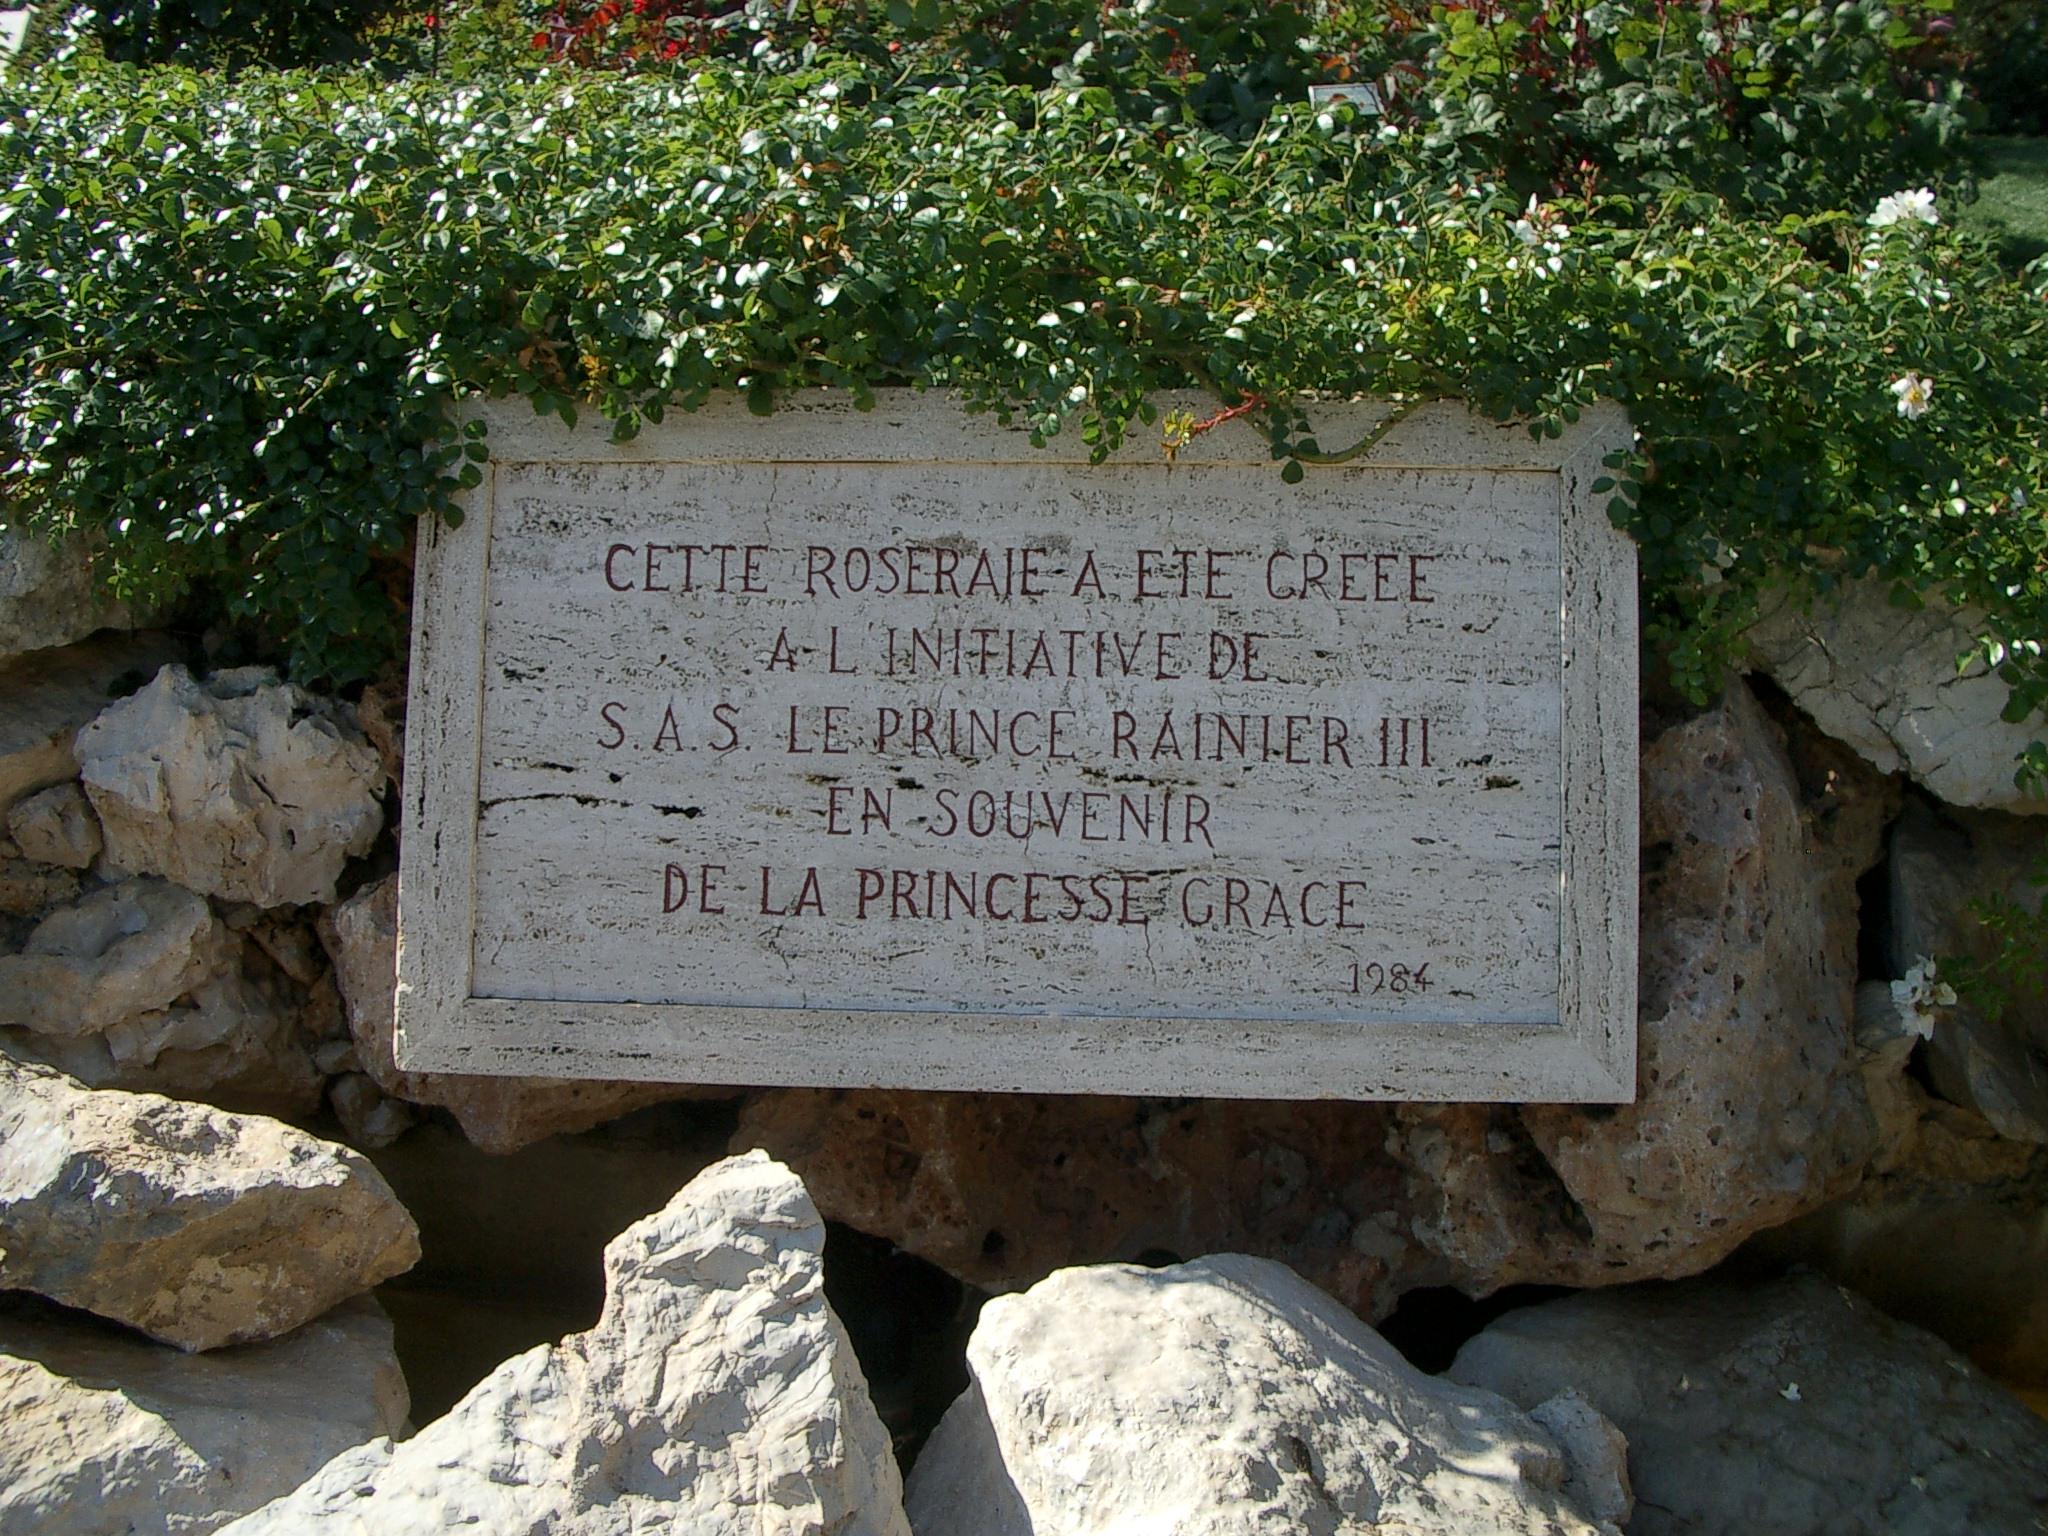 CETTE ROSERAIE A ETE CREEE
A L'INITIATIVE DE
S.A.S. LE PRINCE RAINIER III
EN SOUVENIR
DE LA PRINCESSE GRACE
1984